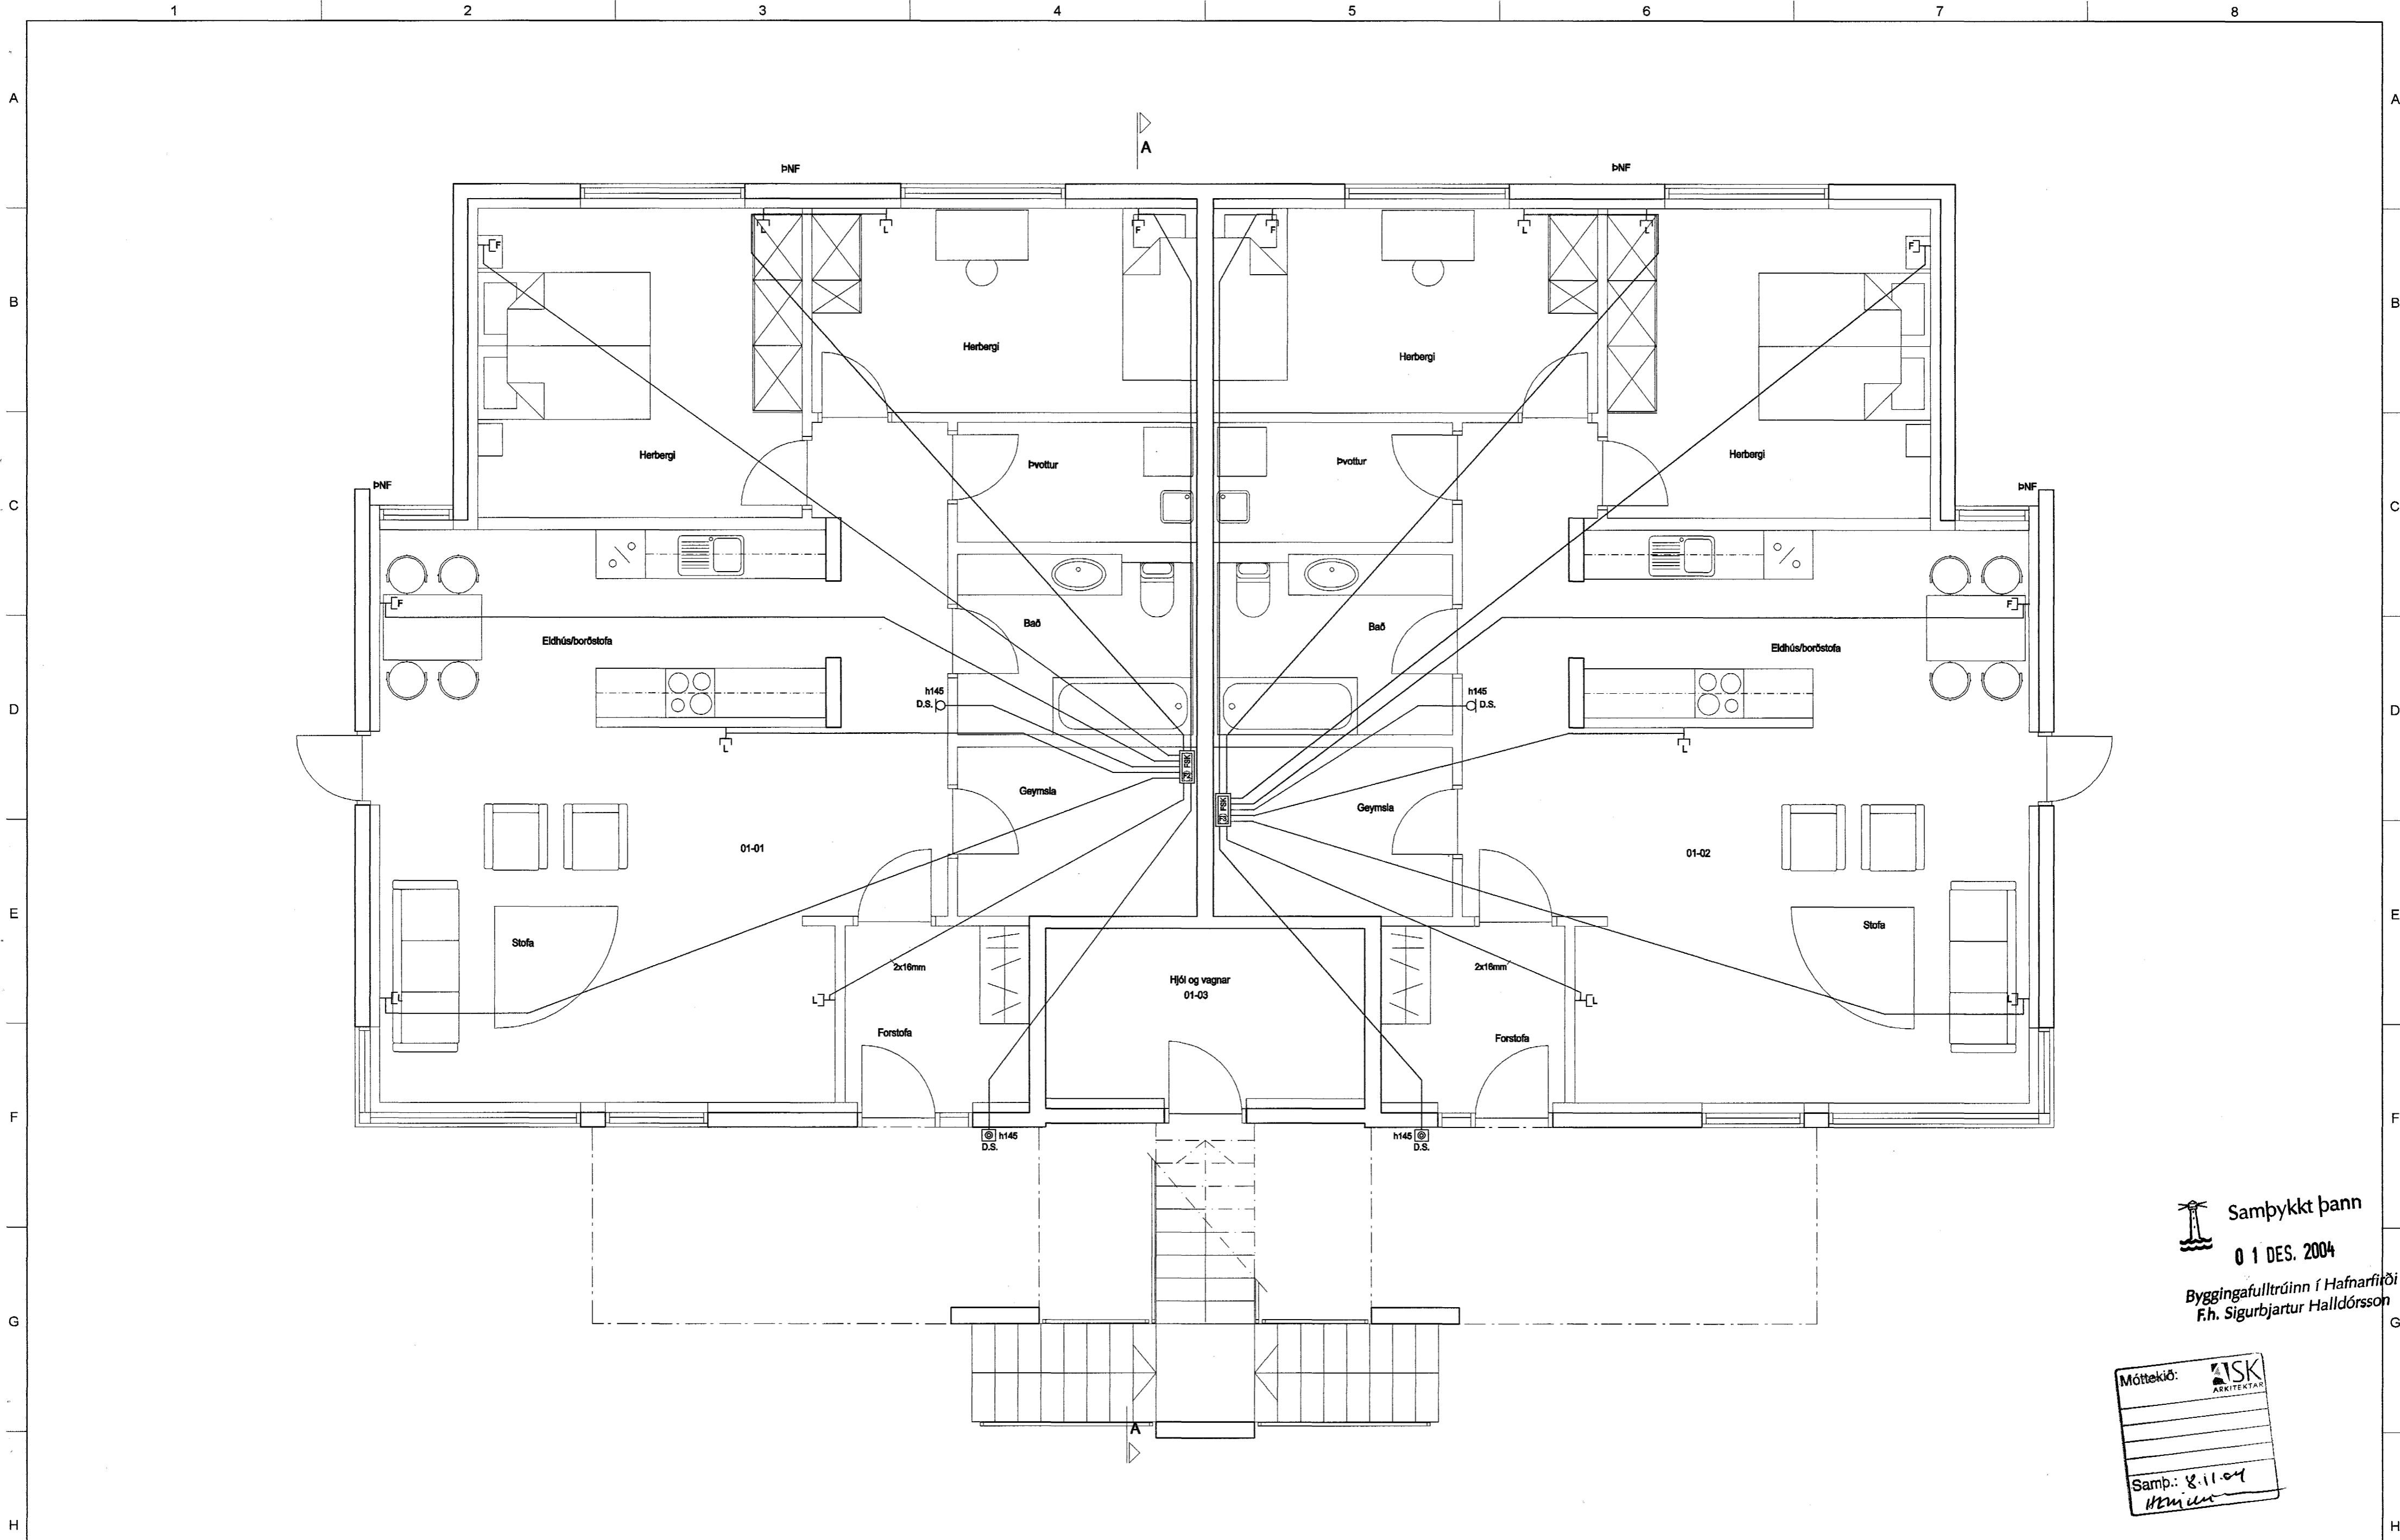 1 2 3 4 5 6 7 8
A A
A
ÞNF ÞNF
L L F F L L
F F
B B
Herbergi Herbergi
Herbergi Þvottur Þvottur Herbergi
ÞNF ÞNF
C C
F F
Bað Bað
Eldhús/borðstofa Eldhús/borðstofa
h145 h145
D.S. D.S.
D D
L L
FSK
FSK
Geymsla Geymsla
01-01 01-02
E E
Stofa Stofa
2x16mm 2x16mm
Hjól og vagnar
01-03
L L L L
Forstofa Forstofa
F F
h145 h145
D.S. D.S.
Samþykkt þann
0 1 DES. 2004
Byggingafulltrúinn í Hafnarfirði
F.h. Sigurbjartur Halldórsson
G G
Móttekið: ASK
ARKITEKTAR
A
Samþ.: 8.11.04
H H